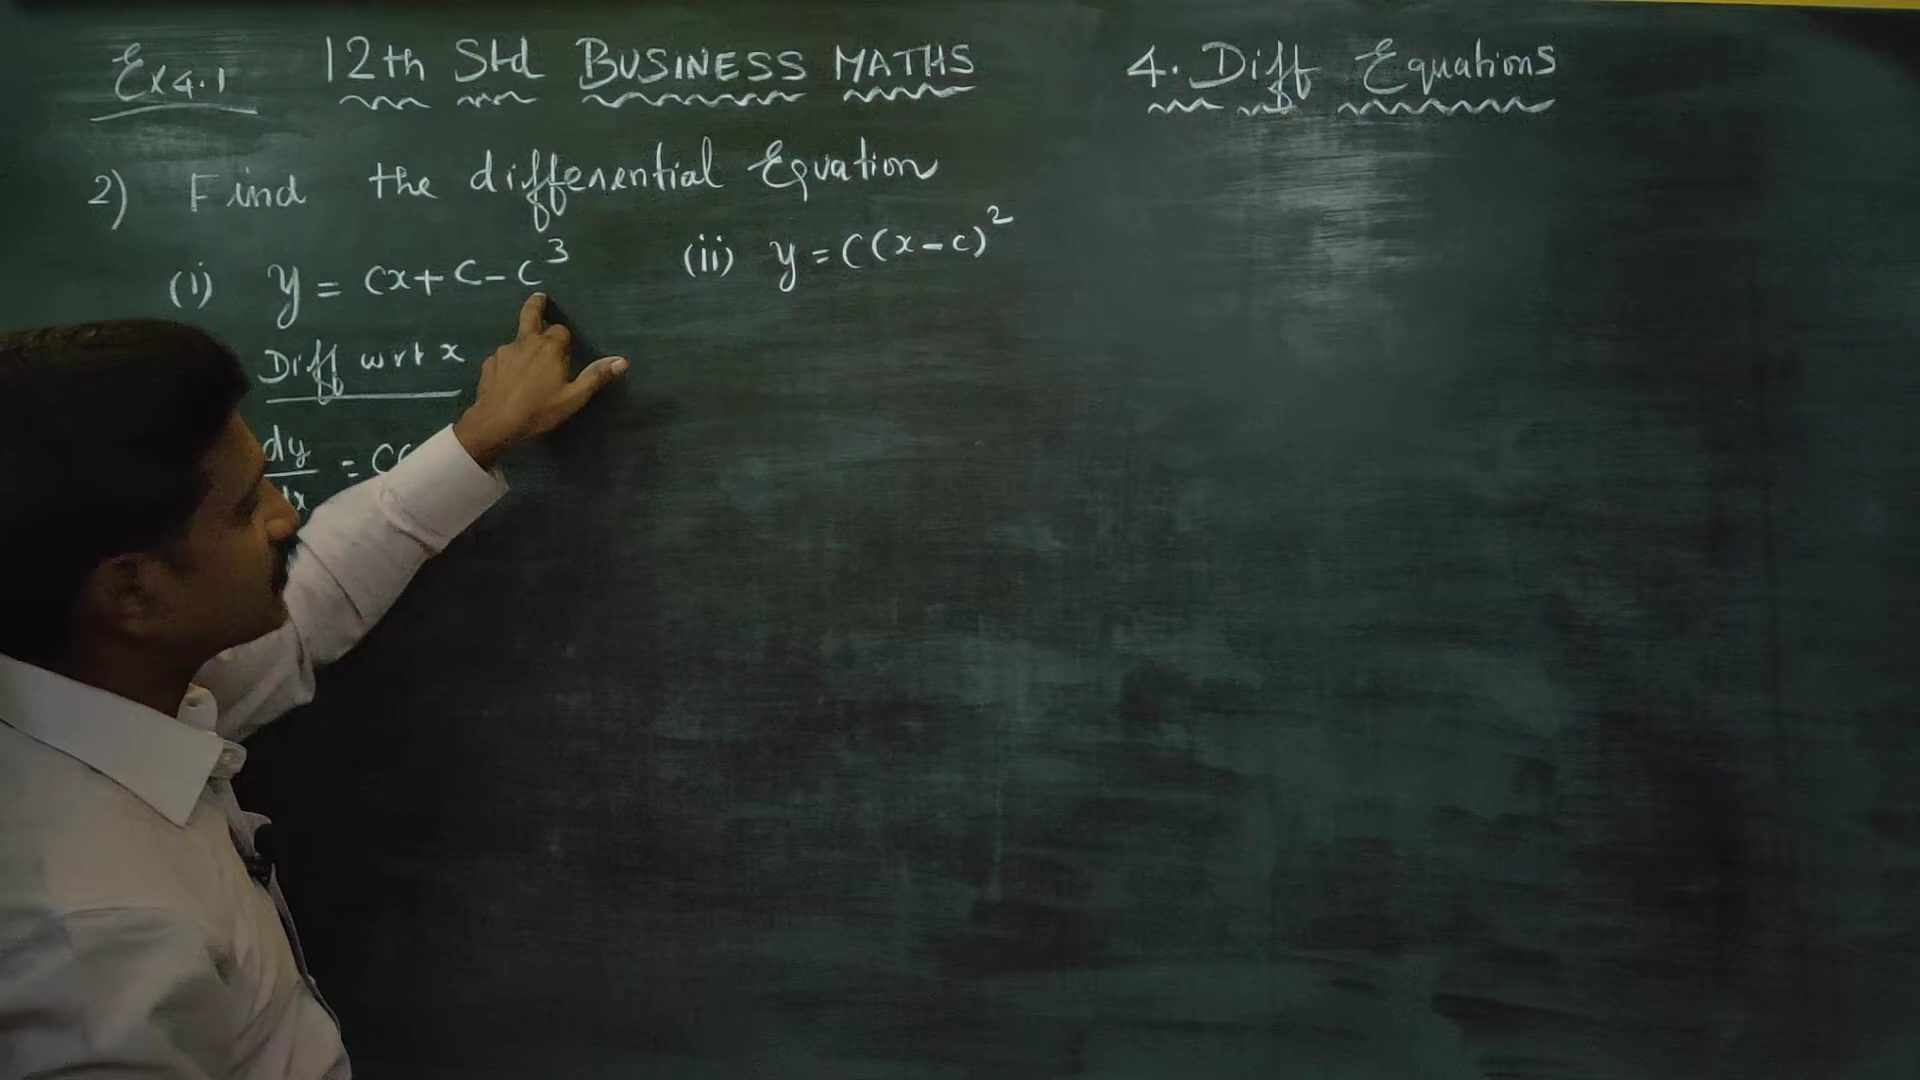 Ex 4.1 12th Std BUSINESS MATHS 4. Diff Equations
2) Find the differential Equation
(i) y = cx + c - c³ (ii) y = c(x-c)²
Diff wrt x
dy/dx = c(